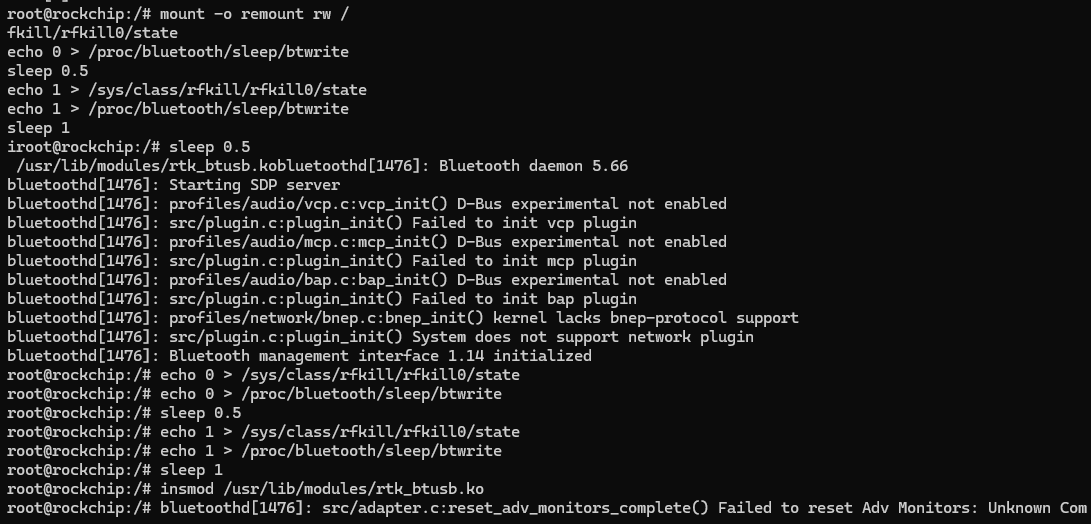 root@rockchip:/# mount -o remount rw /
fkill/rfkill0/state
echo 0 > /proc/bluetooth/sleep/btwrite
sleep 0.5
echo 1 > /sys/class/rfkill/rfkill0/state
echo 1 > /proc/bluetooth/sleep/btwrite
sleep 1
iroot@rockchip:/# sleep 0.5
 /usr/lib/modules/rtk_btusb.kobluetoothd[1476]: Bluetooth daemon 5.66
bluetoothd[1476]: Starting SDP server
bluetoothd[1476]: profiles/audio/vcp.c:vcp_init() D-Bus experimental not enabled
bluetoothd[1476]: src/plugin.c:plugin_init() Failed to init vcp plugin
bluetoothd[1476]: profiles/audio/mcp.c:mcp_init() D-Bus experimental not enabled
bluetoothd[1476]: src/plugin.c:plugin_init() Failed to init mcp plugin
bluetoothd[1476]: profiles/audio/bap.c:bap_init() D-Bus experimental not enabled
bluetoothd[1476]: src/plugin.c:plugin_init() Failed to init bap plugin
bluetoothd[1476]: profiles/network/bnep.c:bnep_init() kernel lacks bnep-protocol support
bluetoothd[1476]: src/plugin.c:plugin_init() System does not support network plugin
bluetoothd[1476]: Bluetooth management interface 1.14 initialized
root@rockchip:/# echo 0 > /sys/class/rfkill/rfkill0/state
root@rockchip:/# echo 0 > /proc/bluetooth/sleep/btwrite
root@rockchip:/# sleep 0.5
root@rockchip:/# echo 1 > /sys/class/rfkill/rfkill0/state
root@rockchip:/# echo 1 > /proc/bluetooth/sleep/btwrite
root@rockchip:/# sleep 1
root@rockchip:/# insmod /usr/lib/modules/rtk_btusb.ko
root@rockchip:/# bluetoothd[1476]: src/adapter.c:reset_adv_monitors_complete() Failed to reset Adv Monitors: Unknown Com